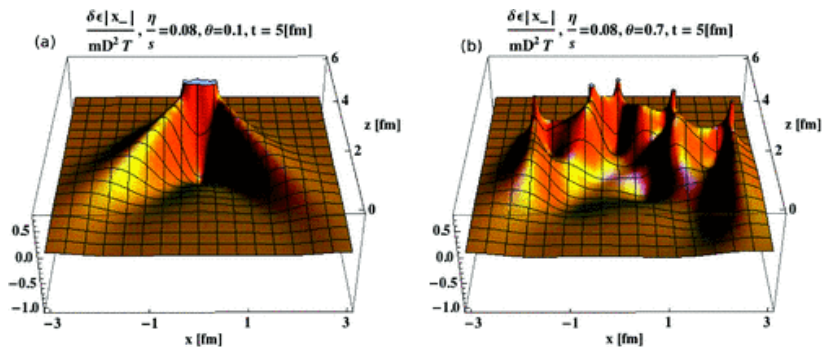 (a) δϵ|x_-|/mD² T, η/s =0.08, θ=0.1, t = 5[fm]
6
4
z [fm]
2
0
0.5
0.0
−0.5
−1.0
−3 −1 1 3
x [fm]
(b) δϵ|x_-|/mD² T, η/s =0.08, θ=0.7, t = 5[fm]
6
4
z [fm]
2
0
0.5
0.0
−0.5
−1.0
−3 −1 1 3
x [fm]